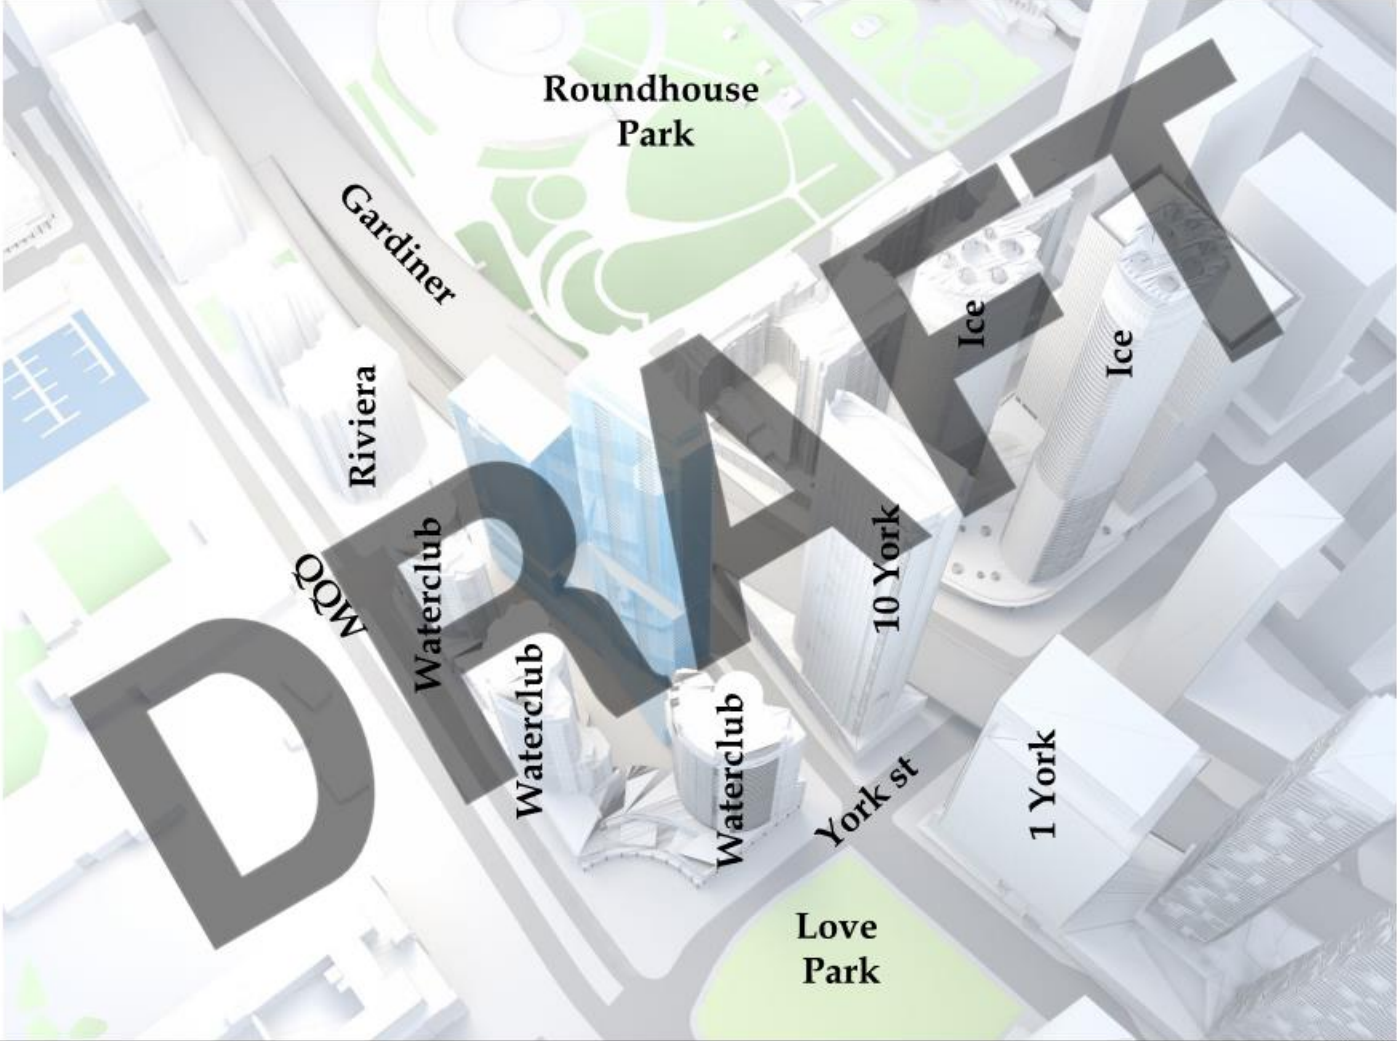 Roundhouse
Park
Gardiner
Ice
Ice
Riviera
10 York
Waterclub
QQW
Waterclub
Waterclub
York st
1 York
Love
Park
DRAFT